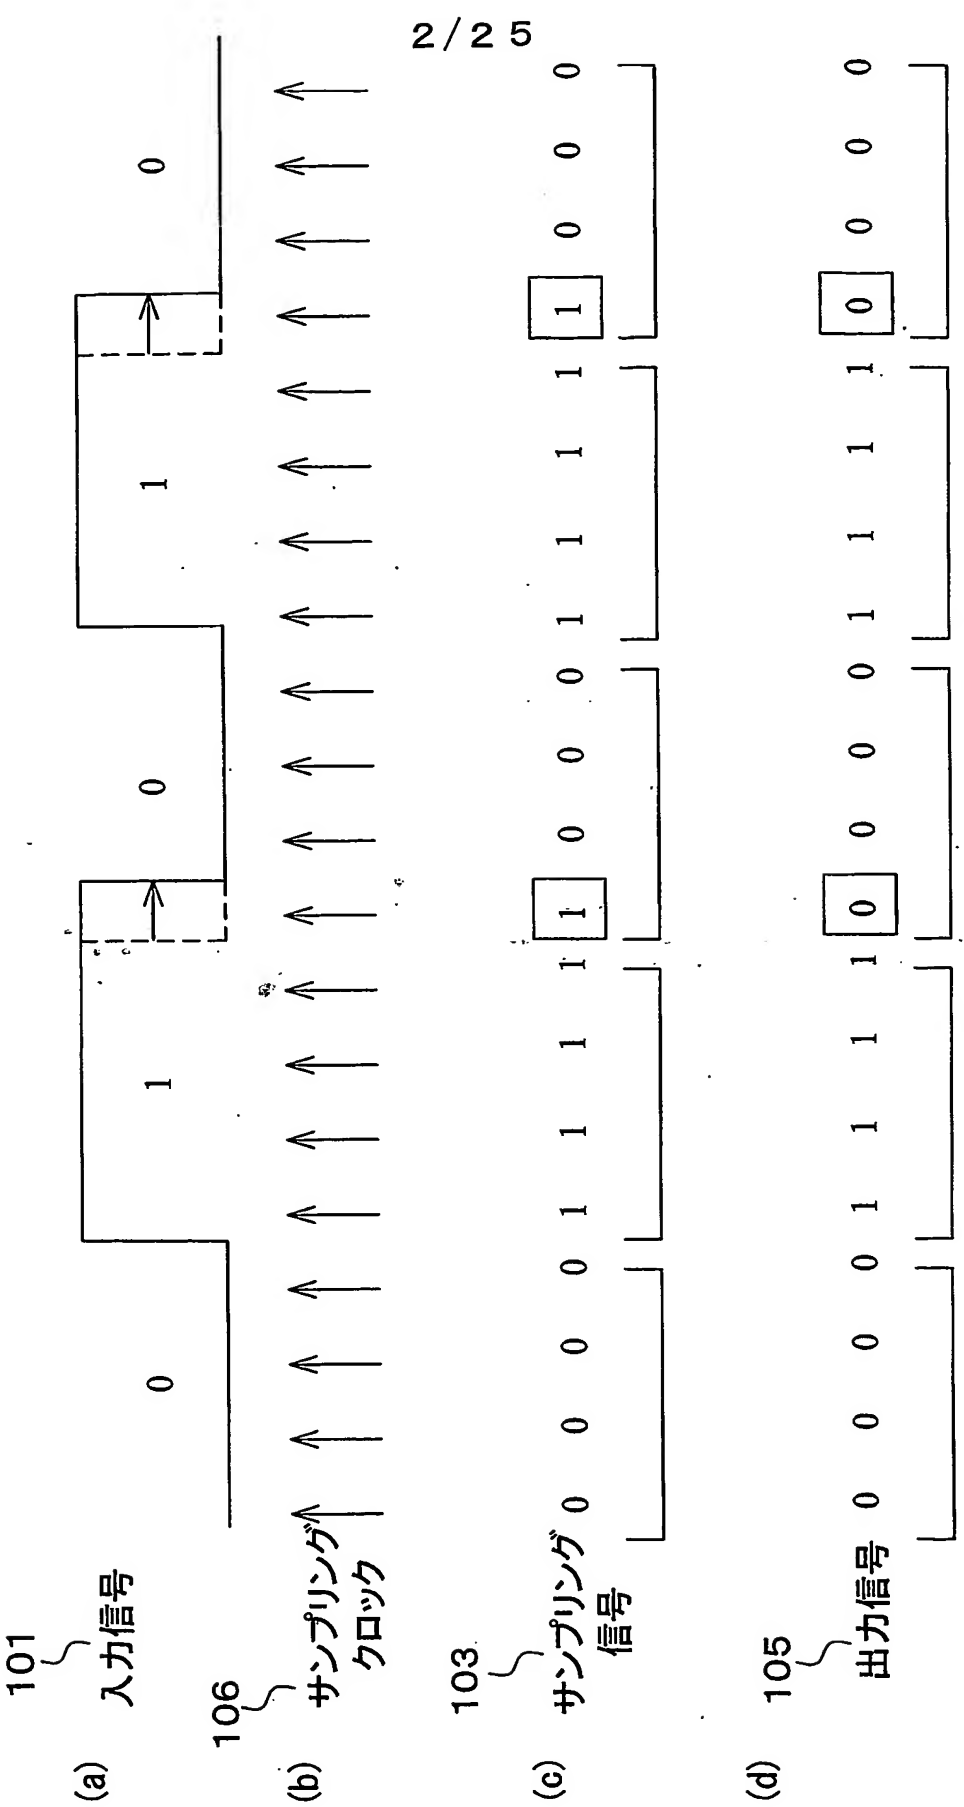 2/25
101
(a) 入力信号 0 1 0 1 0
106
(b) サンプリング
クロック
103
(c) サンプリング 0 0 0 0 1 1 1 1 1 0 0 0 1 1 1 1 1 0 0 0
信号
105
(d) 出力信号 0 0 0 0 1 1 1 1 0 0 0 0 1 1 1 1 0 0 0 0